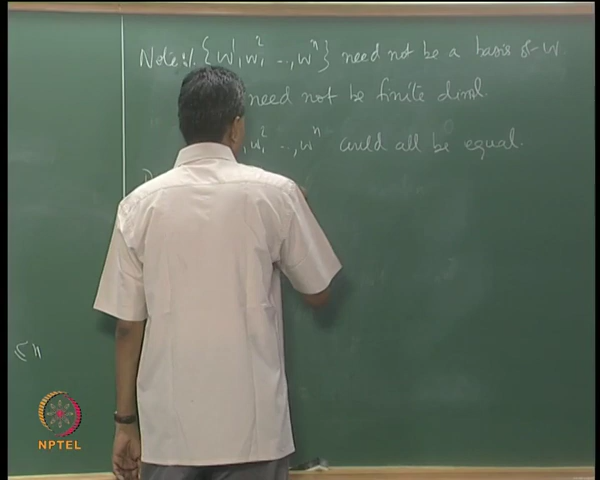 Note: {w¹, w², ..., wⁿ} need not be a basis of W.
need not be finite diml.
, w², ..., wⁿ could all be equal.
≤ n
NPTEL